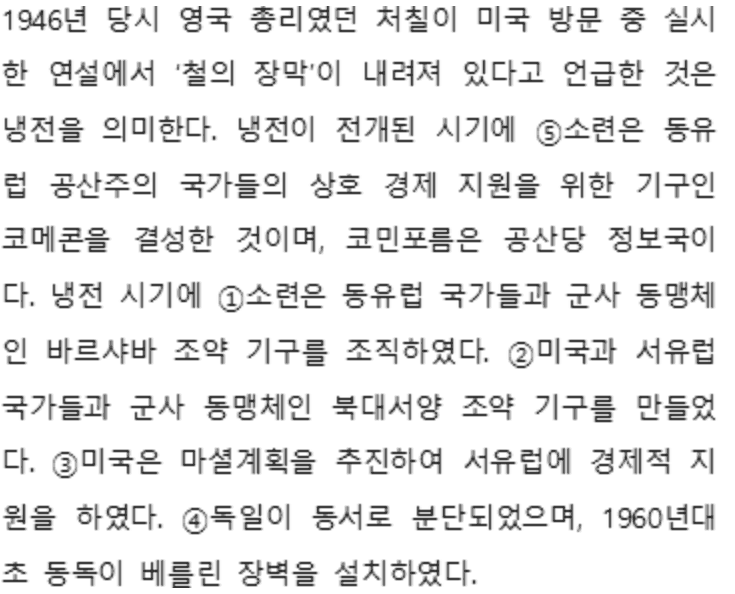 1946년 당시 영국 총리였던 처칠이 미국 방문 중 실시
한 연설에서 ‘철의 장막’이 내려져 있다고 언급한 것은
냉전을 의미한다. 냉전이 전개된 시기에 ⑤소련은 동유
럽 공산주의 국가들의 상호 경제 지원을 위한 기구인
코메콘을 결성한 것이며, 코민포름은 공산당 정보국이
다. 냉전 시기에 ①소련은 동유럽 국가들과 군사 동맹체
인 바르샤바 조약 기구를 조직하였다. ②미국과 서유럽
국가들과 군사 동맹체인 북대서양 조약 기구를 만들었
다. ③미국은 마셜계획을 추진하여 서유럽에 경제적 지
원을 하였다. ④독일이 동서로 분단되었으며, 1960년대
초 동독이 베를린 장벽을 설치하였다.